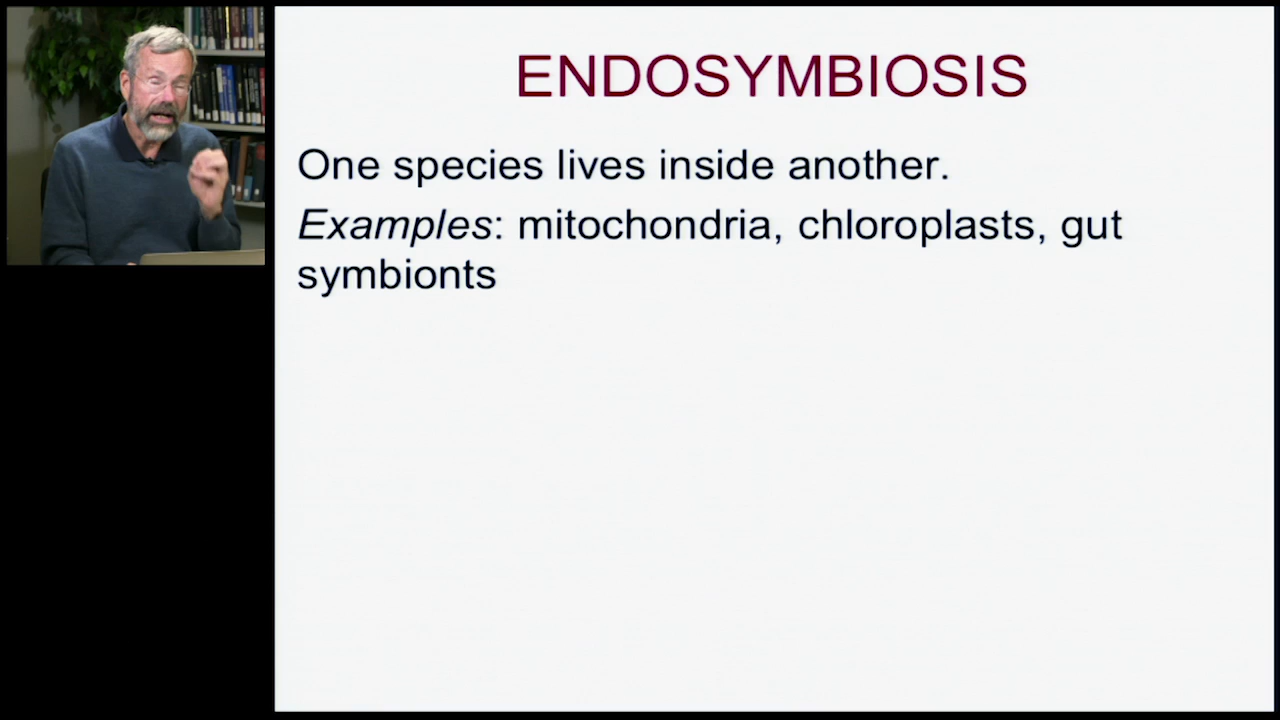 ENDOSYMBIOSIS
One species lives inside another.
Examples: mitochondria, chloroplasts, gut
symbionts